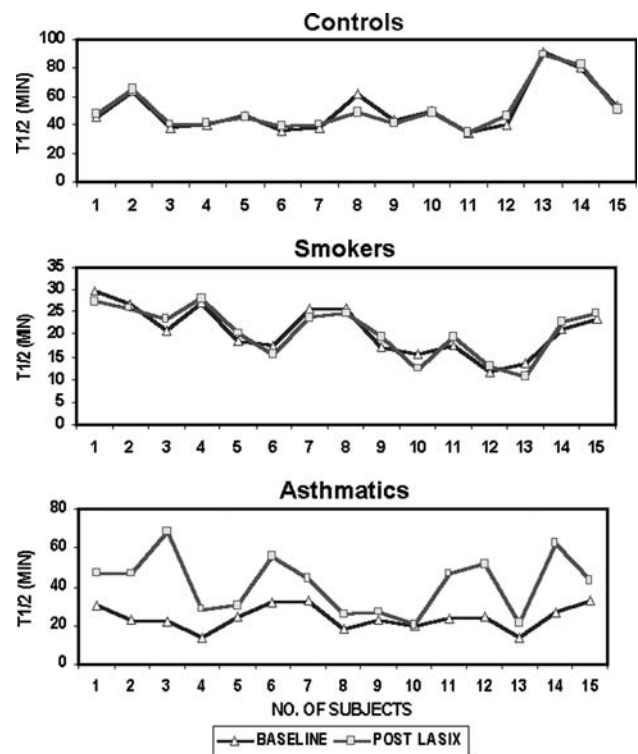 Controls
T1/2 (MIN)
100
80
60
40
20
0
1 2 3 4 5 6 7 8 9 10 11 12 13 14 15
Smokers
T1/2 (MIN)
35
30
25
20
15
10
5
0
1 2 3 4 5 6 7 8 9 10 11 12 13 14 15
Asthmatics
T1/2 (MIN)
80
60
40
20
0
1 2 3 4 5 6 7 8 9 10 11 12 13 14 15
NO. OF SUBJECTS
BASELINE POST LASIX